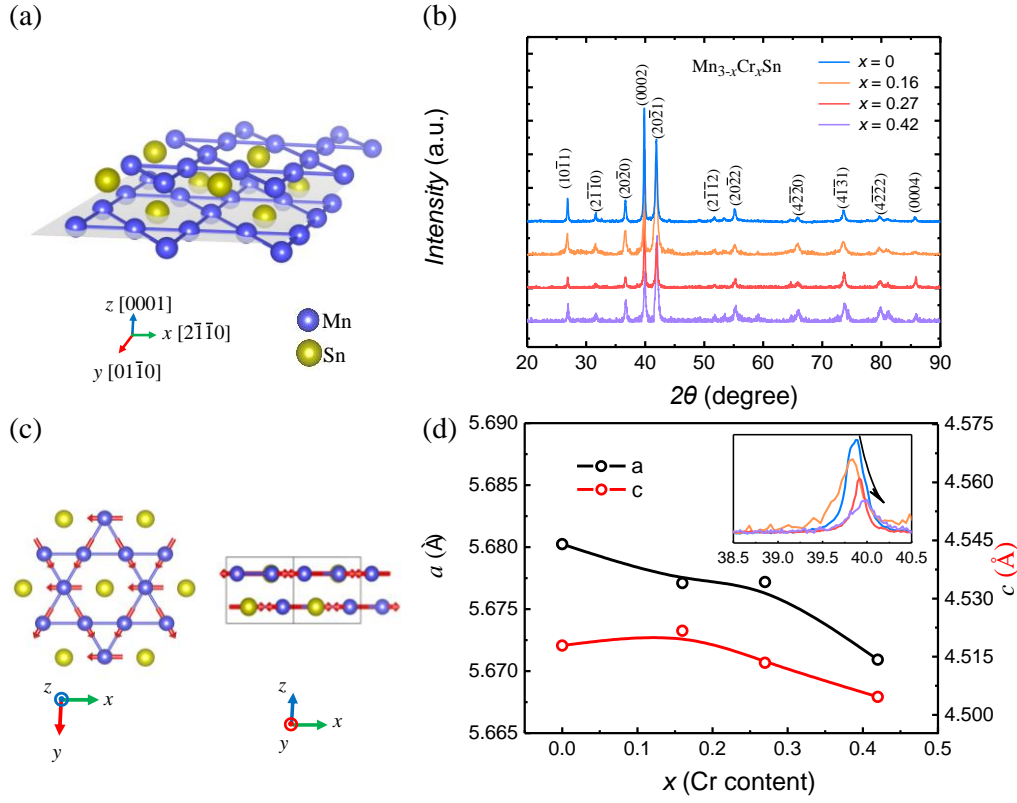 (a)
z [0001]
x [21̅1̅0]
y [011̅0]
Mn
Sn
(b)
Mn₃₋ₓCrₓSn
x = 0
x = 0.16
x = 0.27
x = 0.42
(101̅1)
(21̅1̅0)
(202̅0)
(0002)
(202̅1)
(21̅1̅2)
(202̅2)
(42̅2̅0)
(41̅3̅1)
(42̅2̅2)
(0004)
Intensity (a.u.)
20 30 40 50 60 70 80 90
2θ (degree)
(c)
z
x
y
z
x
y
(d)
5.690
5.685
5.680
5.675
5.670
5.665
a (Å)
a
c
38.5 39.0 39.5 40.0 40.5
4.575
4.560
4.545
4.530
4.515
4.500
c (Å)
0.0 0.1 0.2 0.3 0.4 0.5
x (Cr content)